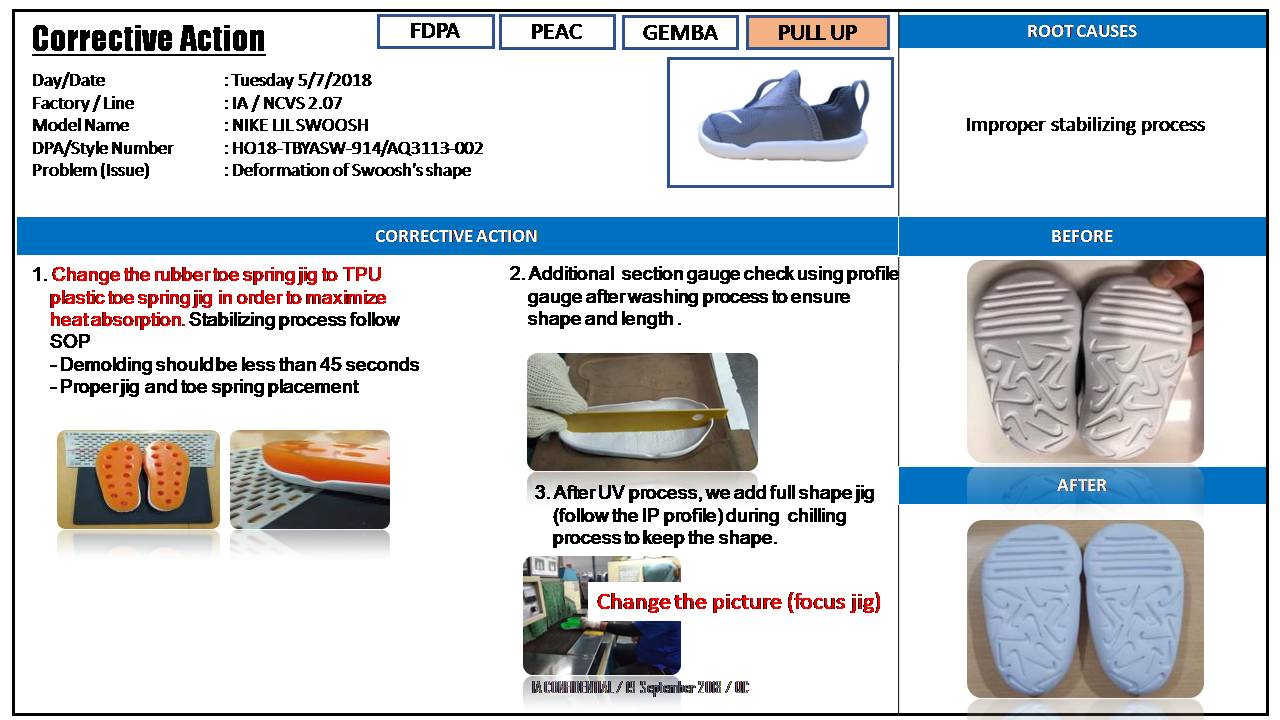 Corrective Action
FDPA
PEAC
GEMBA
PULL UP
ROOT CAUSES
Day/Date : Tuesday 5/7/2018
Factory / Line : IA / NCVS 2.07
Model Name : NIKE LIL SWOOSH
DPA/Style Number : HO18-TBYASW-914/AQ3113-002
Problem (Issue) : Deformation of Swoosh's shape
Improper stabilizing process
CORRECTIVE ACTION
BEFORE
1. Change the rubber toe spring jig to TPU
plastic toe spring jig in order to maximize
heat absorption. Stabilizing process follow
SOP
- Demolding should be less than 45 seconds
- Proper jig and toe spring placement
2. Additional section gauge check using profile
gauge after washing process to ensure
shape and length .
3. After UV process, we add full shape jig
(follow the IP profile) during chilling
process to keep the shape.
Change the picture (focus jig)
AFTER
IA CONFIDENTIAL / 19 September 2018 / QC